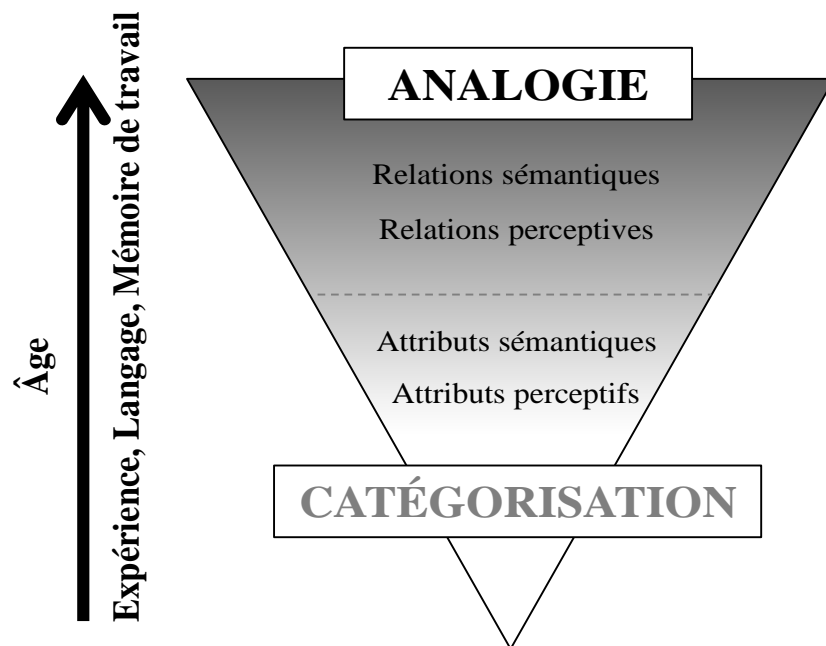 ANALOGIE
Relations sémantiques
Relations perceptives
Attributs sémantiques
Attributs perceptifs
CATÉGORISATION
Âge
Expérience, Langage, Mémoire de travail